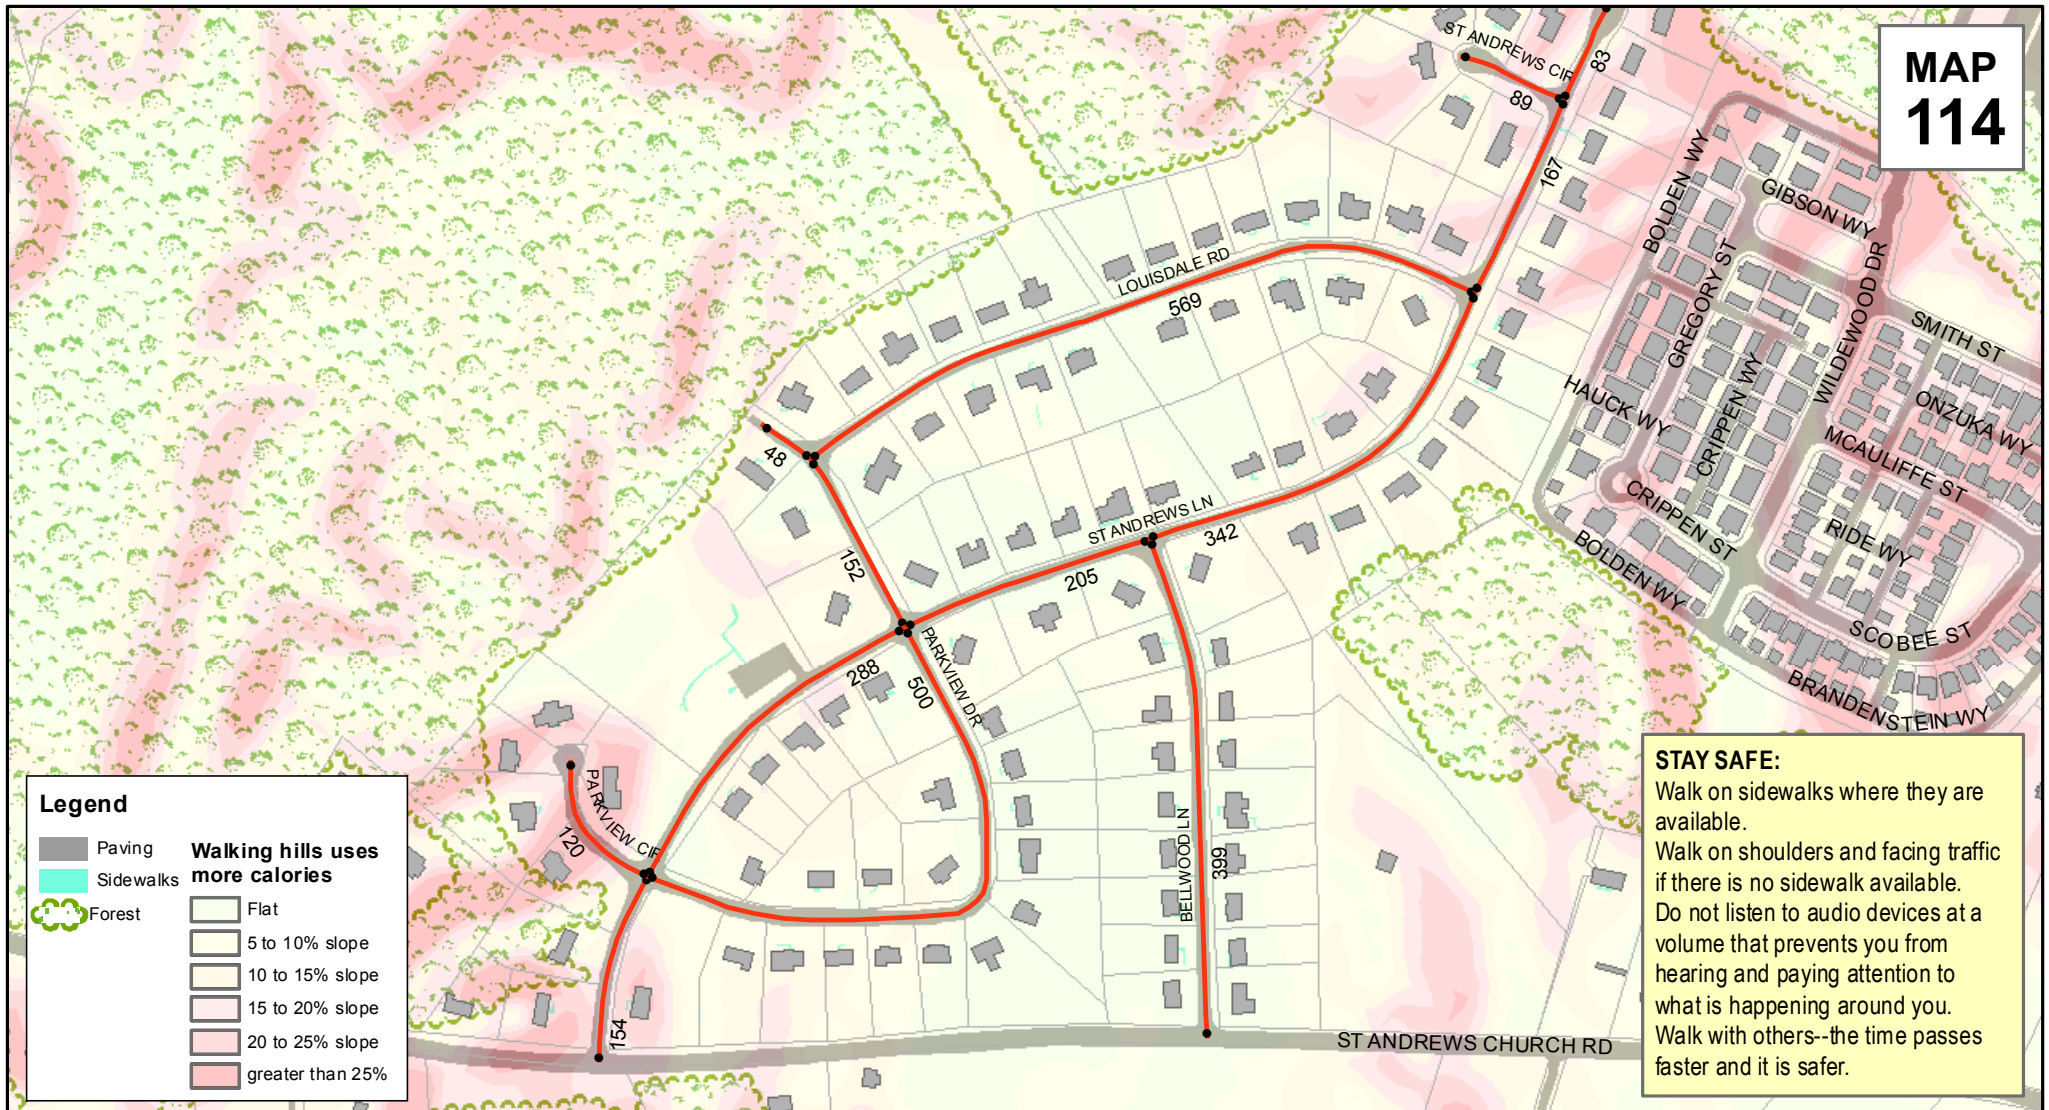 MAP
114
ST ANDREWS CIR
83
89
167
BOLDEN WY
GIBSON WY
GREGORY ST
WILDEWOOD DR
LOUISDALE RD
569
SMITH ST
HAUCK WY
CRIPPEN WY
ONZUKA WY
MCAULIFFE ST
48
CRIPPEN ST
ST ANDREWS LN
342
RIDE WY
152
205
BOLDEN WY
SCOBEE ST
PARKVIEW DR
288
500
BRANDENSTEIN WY
PARKVIEW CIR
120
BELLWOOD LN
399
154
ST ANDREWS CHURCH RD
Legend
Paving
Sidewalks
Forest
Walking hills uses
more calories
Flat
5 to 10% slope
10 to 15% slope
15 to 20% slope
20 to 25% slope
greater than 25%
STAY SAFE:
Walk on sidewalks where they are
available.
Walk on shoulders and facing traffic
if there is no sidewalk available.
Do not listen to audio devices at a
volume that prevents you from
hearing and paying attention to
what is happening around you.
Walk with others--the time passes
faster and it is safer.